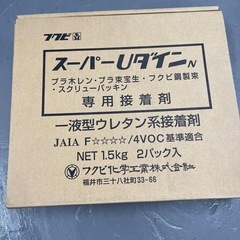 フクビ
スーパーUダインN
プラ木レン・プラ束宝生・フクビ鋼製束
・スクリューパッキン
専用接着剤
一液型ウレタン系接着剤
JAIA F☆☆☆☆/4VOC基準適合
NET 1.5kg 2パック入
フクビ化学工業株式会社
福井市三十八社町33-66